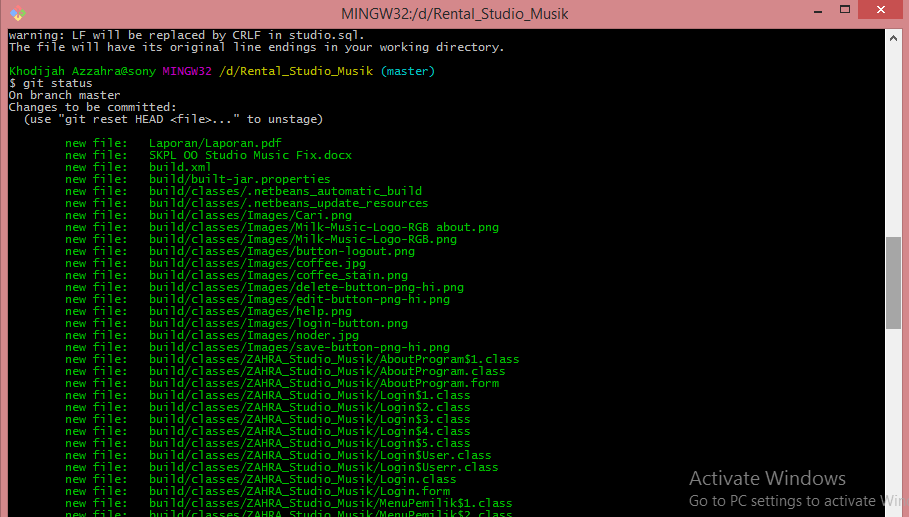 MINGW32:/d/Rental_Studio_Musik
warning: LF will be replaced by CRLF in studio.sql.
The file will have its original line endings in your working directory.
Khodijah Azzahra@sony MINGW32 /d/Rental_Studio_Musik (master)
$ git status
On branch master
Changes to be committed:
  (use "git reset HEAD <file>..." to unstage)
new file:   Laporan/Laporan.pdf
new file:   SKPL OO Studio Music Fix.docx
new file:   build.xml
new file:   build/built-jar.properties
new file:   build/classes/.netbeans_automatic_build
new file:   build/classes/.netbeans_update_resources
new file:   build/classes/Images/Cari.png
new file:   build/classes/Images/Milk-Music-Logo-RGB about.png
new file:   build/classes/Images/Milk-Music-Logo-RGB.png
new file:   build/classes/Images/button-logout.png
new file:   build/classes/Images/coffee.jpg
new file:   build/classes/Images/coffee_stain.png
new file:   build/classes/Images/delete-button-png-hi.png
new file:   build/classes/Images/edit-button-png-hi.png
new file:   build/classes/Images/help.png
new file:   build/classes/Images/login-button.png
new file:   build/classes/Images/noder.jpg
new file:   build/classes/Images/save-button-png-hi.png
new file:   build/classes/ZAHRA_Studio_Musik/AboutProgram$1.class
new file:   build/classes/ZAHRA_Studio_Musik/AboutProgram.class
new file:   build/classes/ZAHRA_Studio_Musik/AboutProgram.form
new file:   build/classes/ZAHRA_Studio_Musik/Login$1.class
new file:   build/classes/ZAHRA_Studio_Musik/Login$2.class
new file:   build/classes/ZAHRA_Studio_Musik/Login$3.class
new file:   build/classes/ZAHRA_Studio_Musik/Login$4.class
new file:   build/classes/ZAHRA_Studio_Musik/Login$5.class
new file:   build/classes/ZAHRA_Studio_Musik/Login$User.class
new file:   build/classes/ZAHRA_Studio_Musik/Login$Userr.class
new file:   build/classes/ZAHRA_Studio_Musik/Login.class
new file:   build/classes/ZAHRA_Studio_Musik/Login.form
new file:   build/classes/ZAHRA_Studio_Musik/MenuPemilik$1.class
new file:   build/classes/ZAHRA_Studio_Musik/MenuPemilik$2.class
Activate Windows
Go to PC settings to activate Win